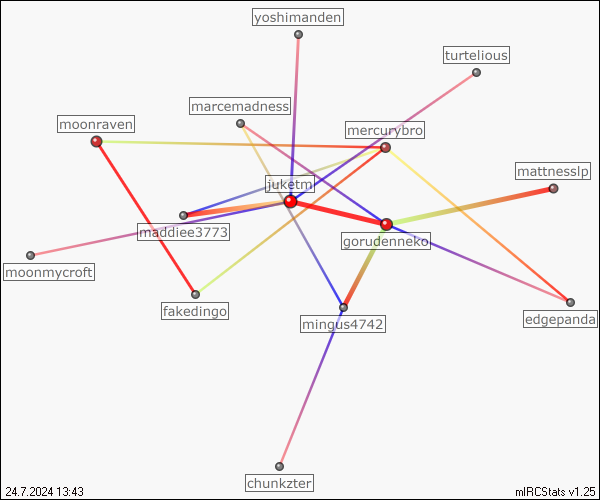 yoshimanden
turtelious
marcemadness
moonraven
mercurybro
mattnesslp
juketm
maddiee3773
gorudenneko
moonmycroft
fakedingo
mingus4742
edgepanda
chunkzter
24.7.2024 13:43
mIRCStats v1.25